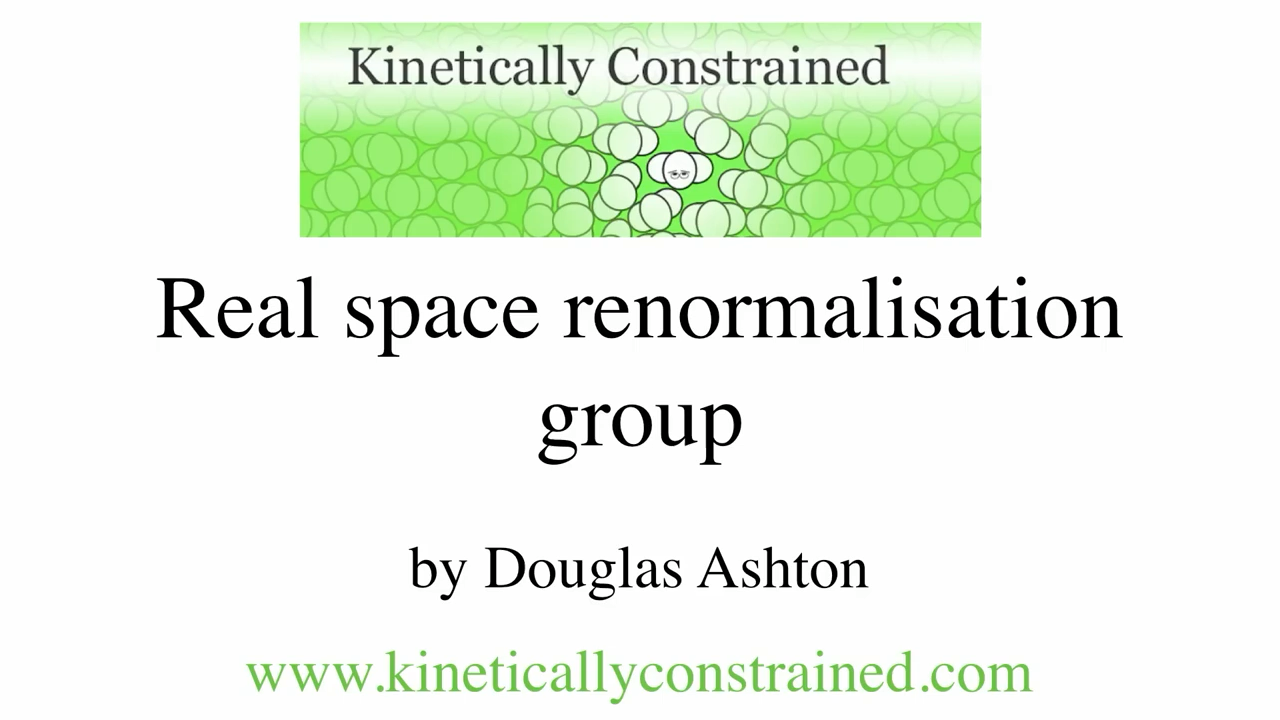 Kinetically Constrained
Real space renormalisation
group
by Douglas Ashton
www.kineticallyconstrained.com